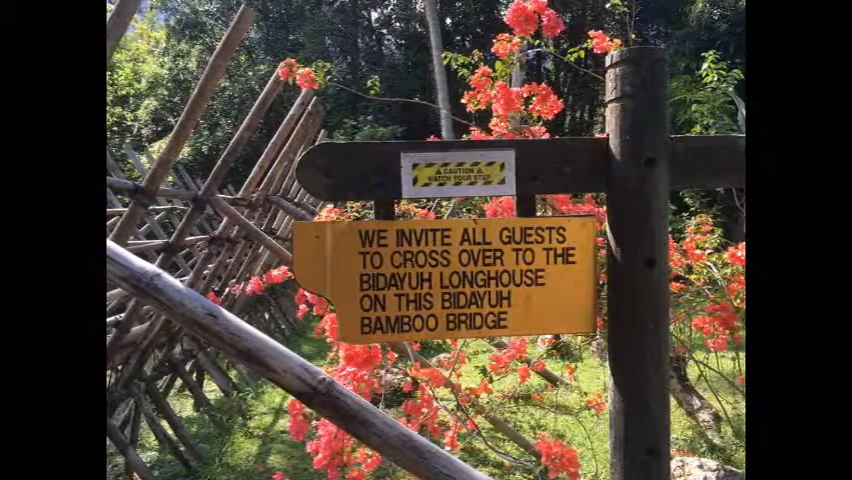 CAUTION
WATCH YOUR STEP
WE INVITE ALL GUESTS
TO CROSS OVER TO THE
BIDAYUH LONGHOUSE
ON THIS BIDAYUH
BAMBOO BRIDGE